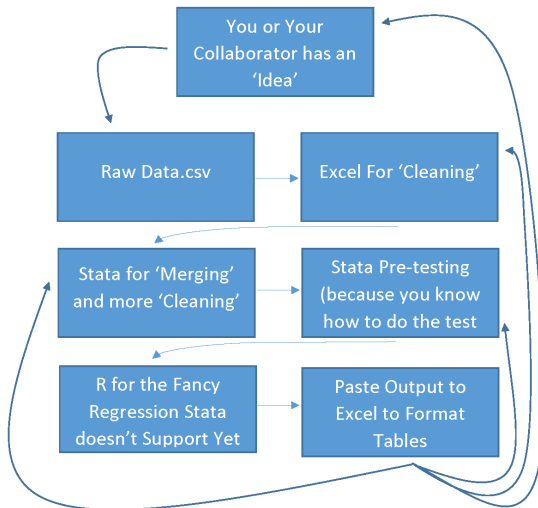 You or Your
Collaborator has an
‘Idea’
Raw Data.csv
Excel For ‘Cleaning’
Stata for ‘Merging’
and more ‘Cleaning’
Stata Pre-testing
(because you know
how to do the test
R for the Fancy
Regression Stata
doesn’t Support Yet
Paste Output to
Excel to Format
Tables